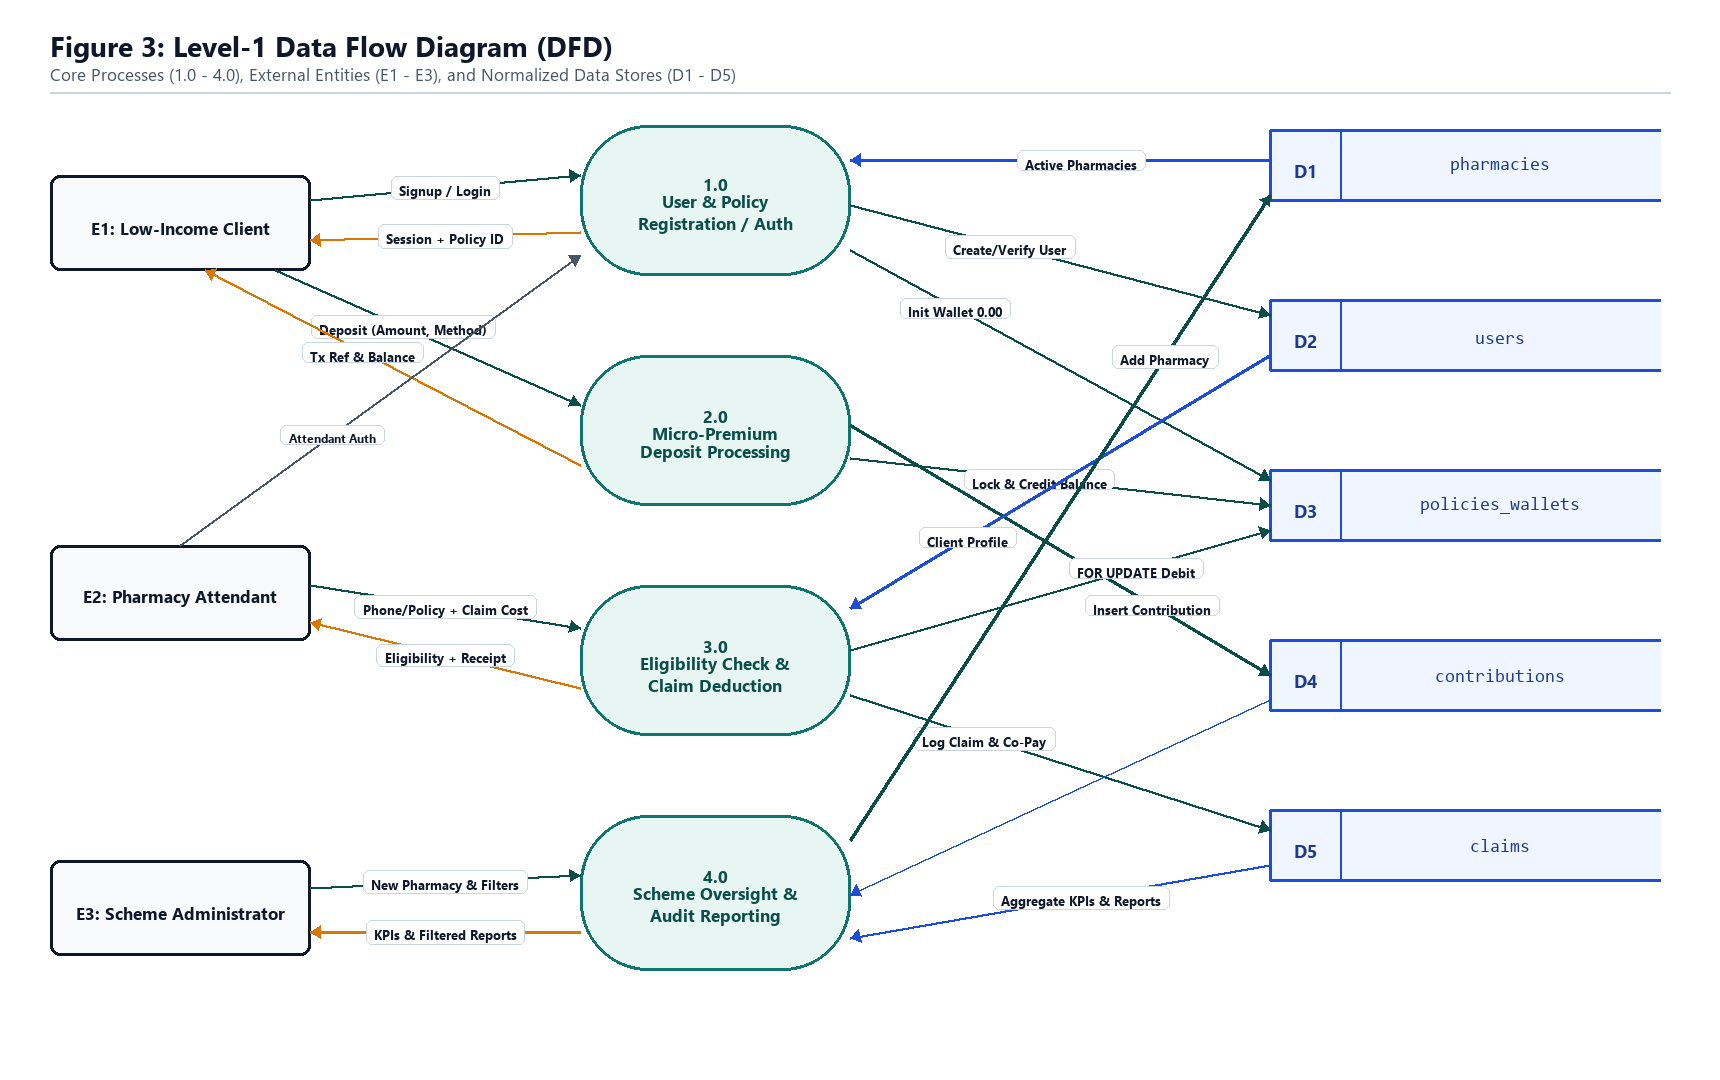 Figure 3: Level-1 Data Flow Diagram (DFD)
Core Processes (1.0 - 4.0), External Entities (E1 - E3), and Normalized Data Stores (D1 - D5)
E1: Low-Income Client
Signup / Login
Session + Policy ID
1.0
User & Policy
Registration / Auth
Active Pharmacies
D1
pharmacies
Create/Verify User
Init Wallet 0.00
D2
users
Deposit (Amount, Method)
Tx Ref & Balance
Add Pharmacy
Attendant Auth
2.0
Micro-Premium
Deposit Processing
Lock & Credit Balance
D3
policies_wallets
Client Profile
FOR UPDATE Debit
Insert Contribution
E2: Pharmacy Attendant
Phone/Policy + Claim Cost
Eligibility + Receipt
3.0
Eligibility Check &
Claim Deduction
D4
contributions
Log Claim & Co-Pay
D5
claims
E3: Scheme Administrator
New Pharmacy & Filters
KPIs & Filtered Reports
4.0
Scheme Oversight &
Audit Reporting
Aggregate KPIs & Reports